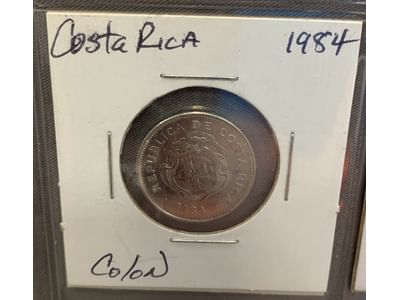 Costa Rica 1984
REPUBLICA DE COSTA RICA
Colon